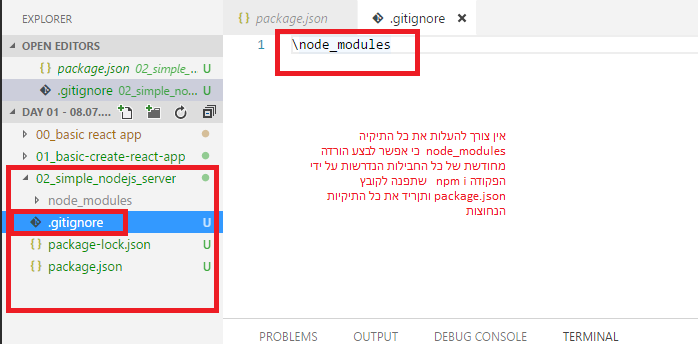 EXPLORER
OPEN EDITORS
package.json 02_simple_... U
.gitignore 02_simple_no... U
DAY 01 - 08.07....
00_basic react app
01_basic-create-react-app
02_simple_nodejs_server
node_modules
.gitignore U
package-lock.json U
package.json U
package.json
.gitignore
1 \node_modules
אין צורך להעלות את כל התיקיה
node_modules כי אפשר לבצע הורדה
מחודשת של כל החבילות הנדרשות על ידי
הפקודה npm i שתפנה לקובץ
package.json ותןריד את כל התיקיות
הנחוצות
PROBLEMS OUTPUT DEBUG CONSOLE TERMINAL